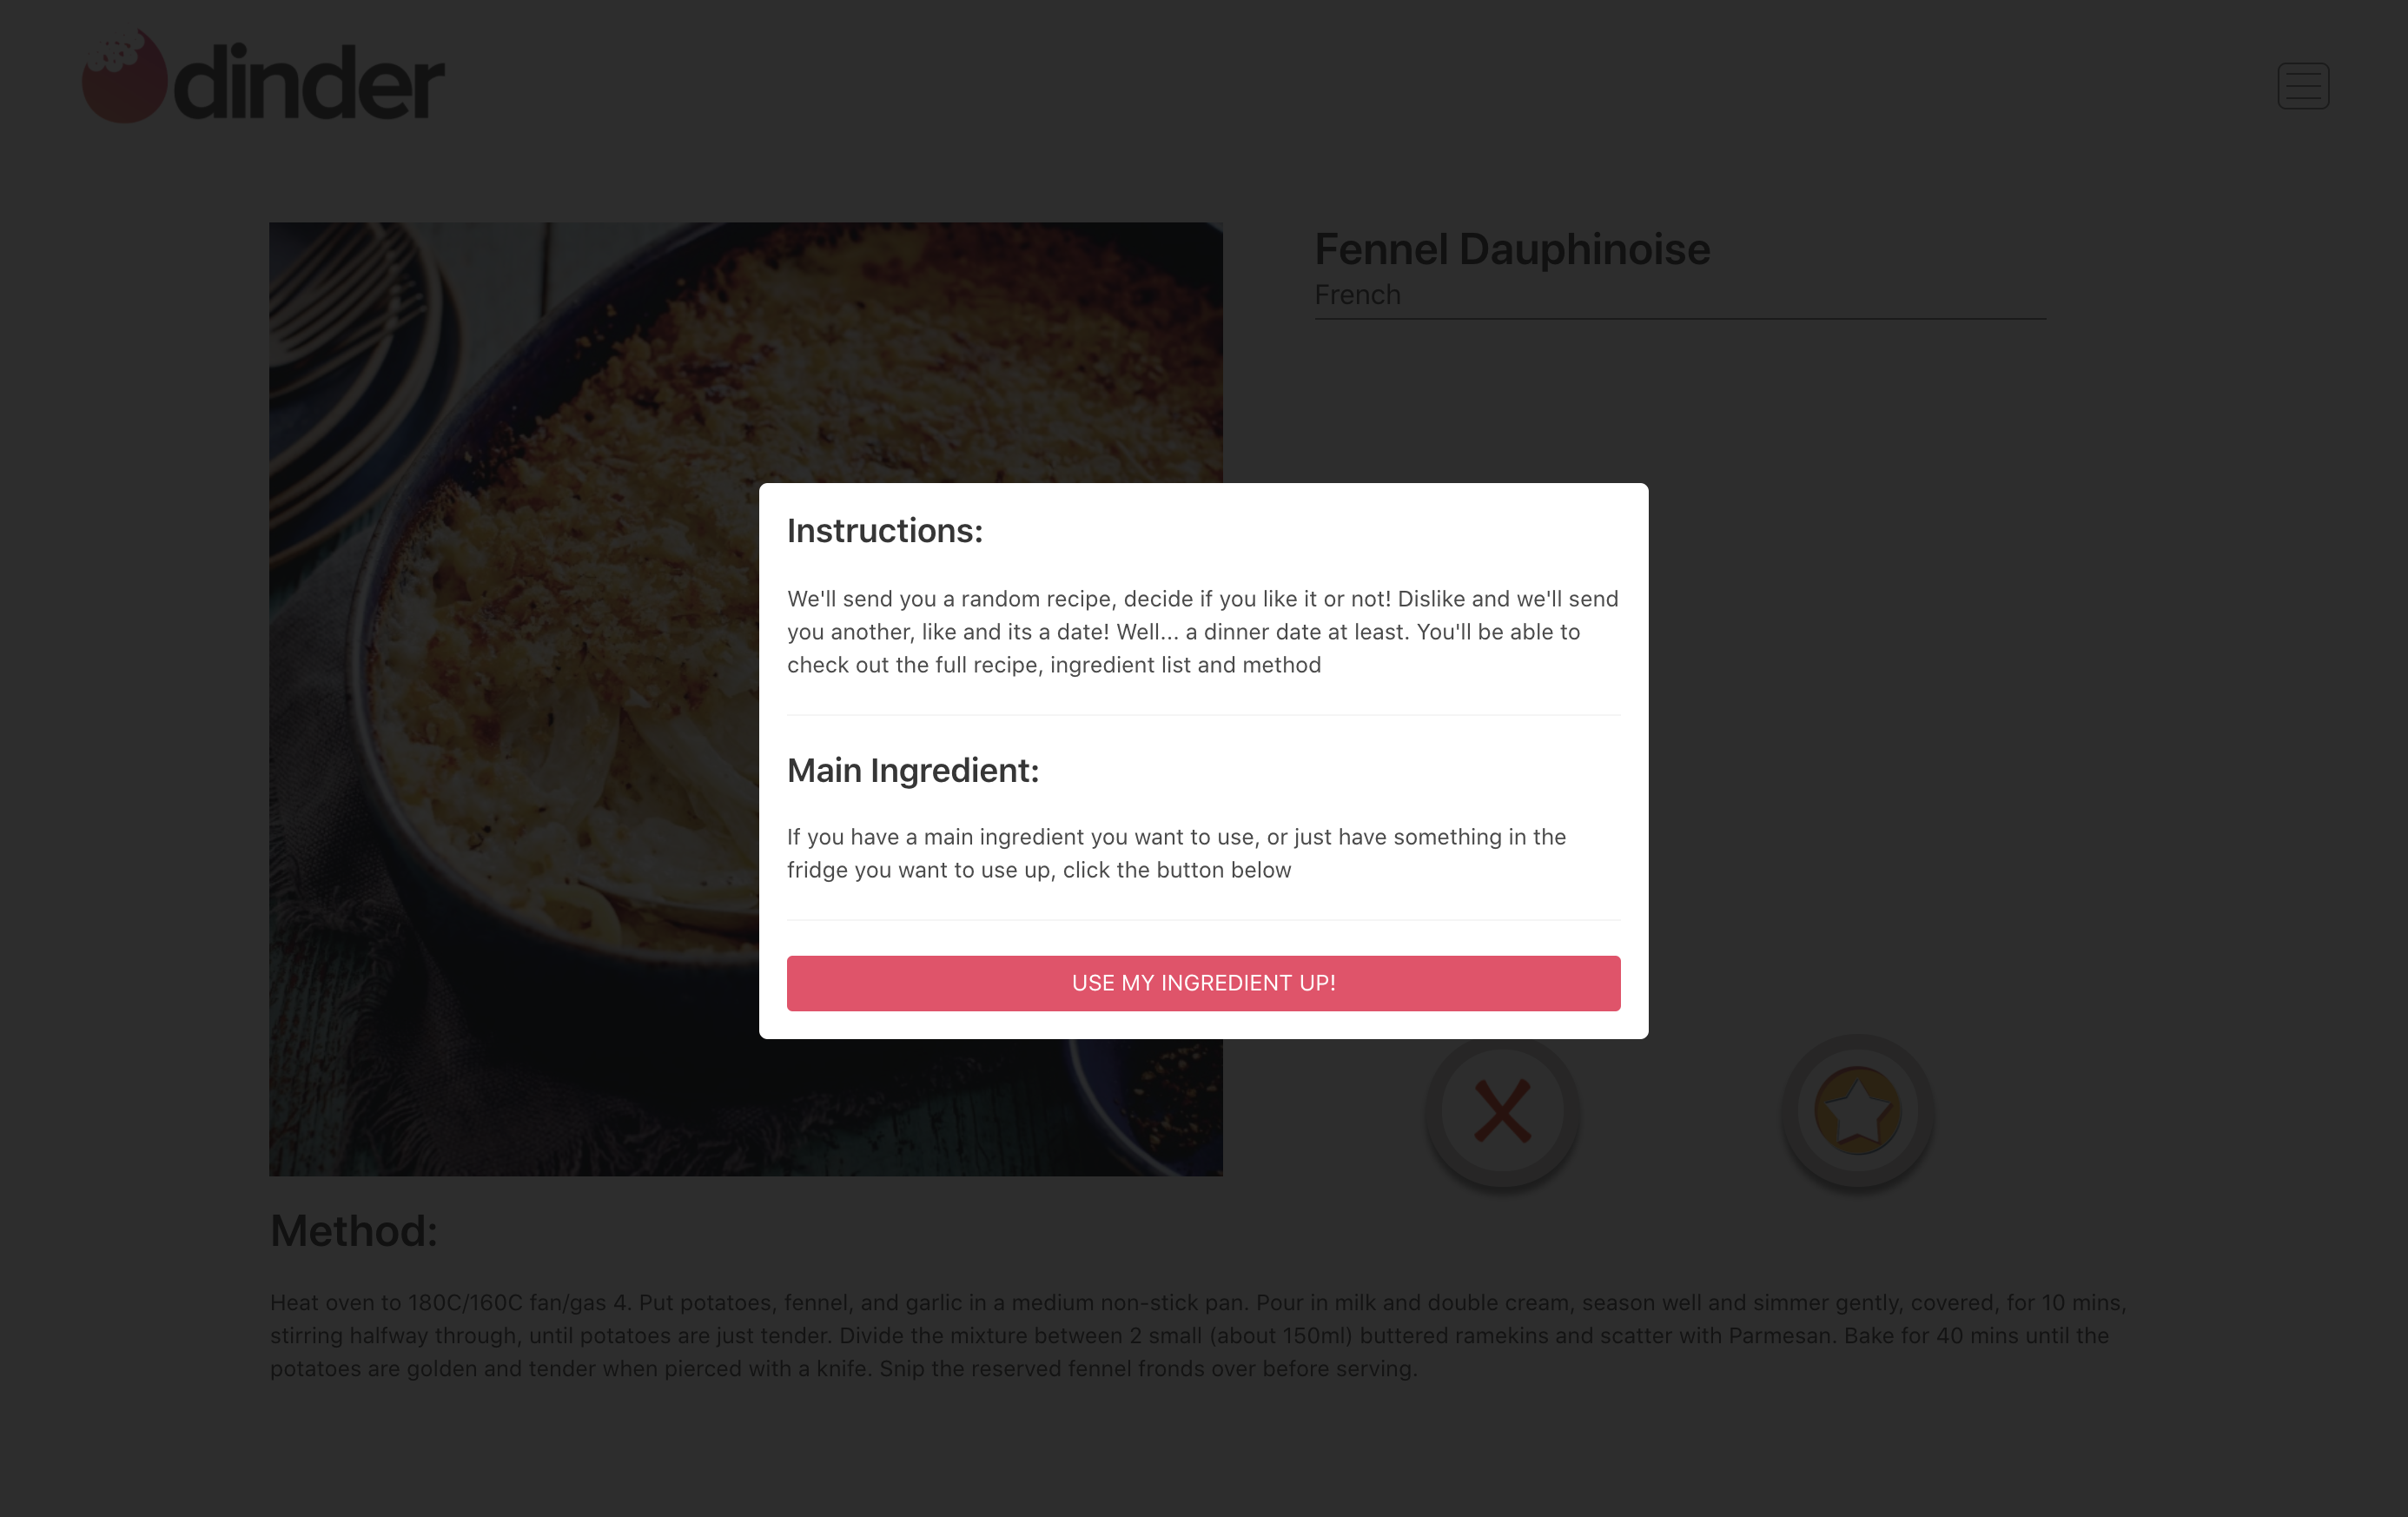 dinder
Fennel Dauphinoise
French
Instructions:
We'll send you a random recipe, decide if you like it or not! Dislike and we'll send
you another, like and its a date! Well... a dinner date at least. You'll be able to
check out the full recipe, ingredient list and method
Main Ingredient:
If you have a main ingredient you want to use, or just have something in the
fridge you want to use up, click the button below
USE MY INGREDIENT UP!
Method:
Heat oven to 180C/160C fan/gas 4. Put potatoes, fennel, and garlic in a medium non-stick pan. Pour in milk and double cream, season well and simmer gently, covered, for 10 mins,
stirring halfway through, until potatoes are just tender. Divide the mixture between 2 small (about 150ml) buttered ramekins and scatter with Parmesan. Bake for 40 mins until the
potatoes are golden and tender when pierced with a knife. Snip the reserved fennel fronds over before serving.